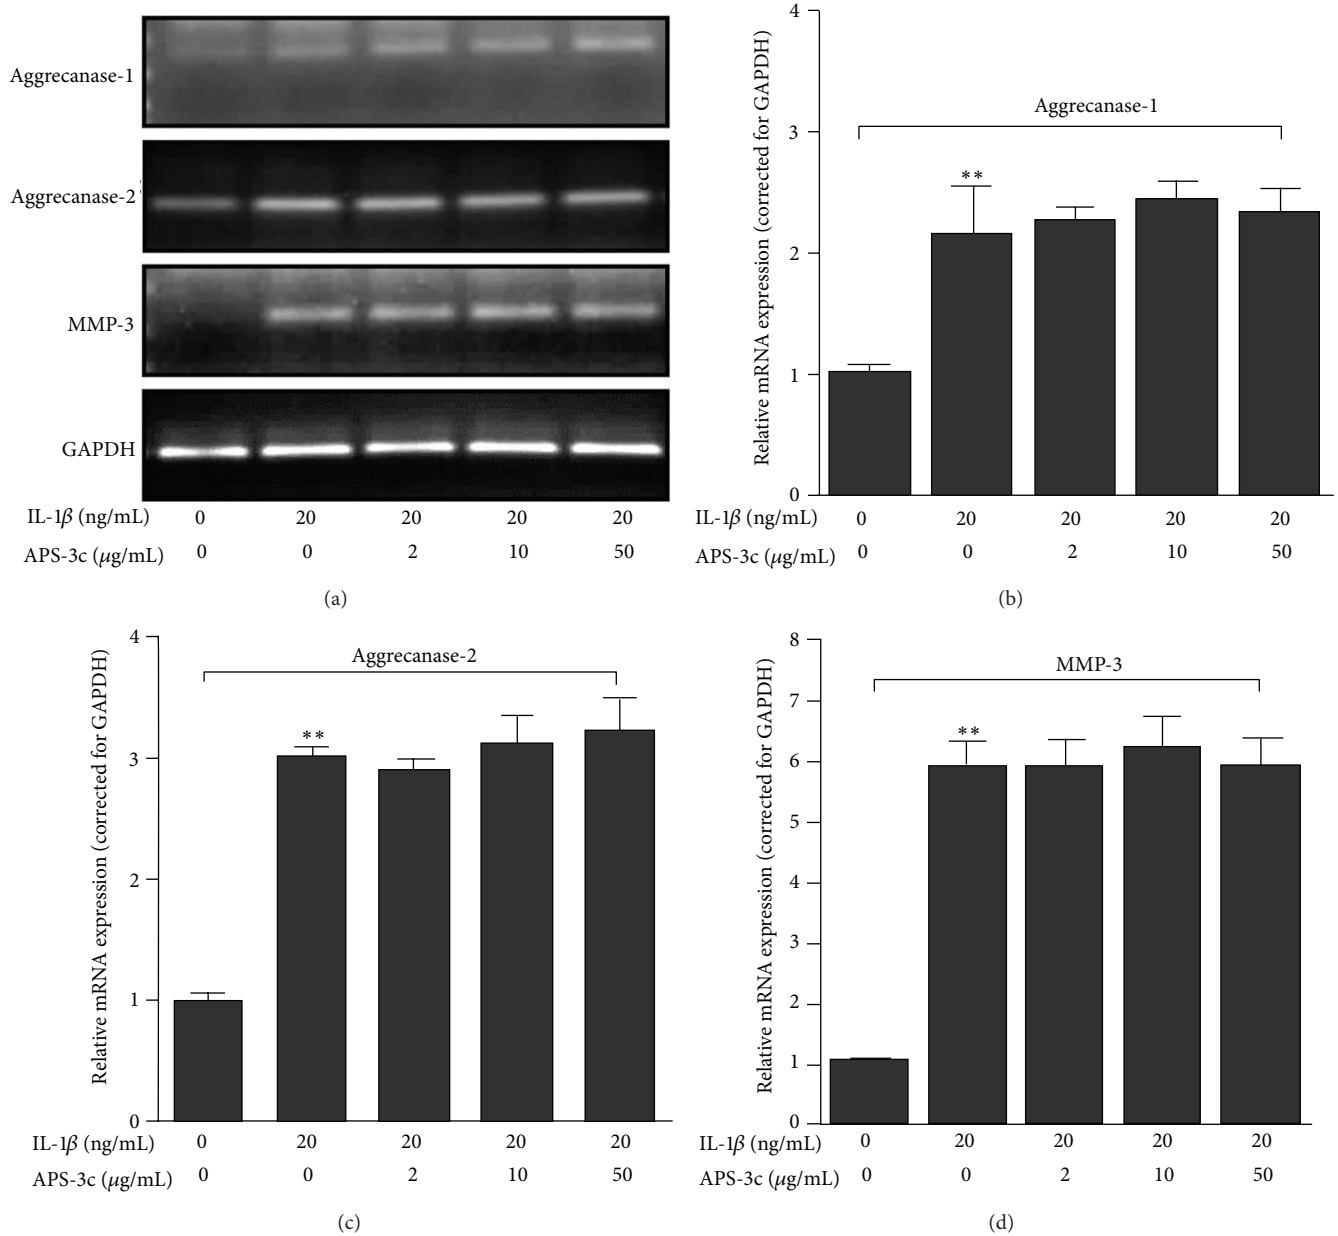 Aggrecanase-1
Aggrecanase-2
MMP-3
GAPDH
IL-1β (ng/mL) 0 20 20 20 20
APS-3c (μg/mL) 0 0 2 10 50
(a)
Relative mRNA expression (corrected for GAPDH)
4
3
2
1
0
Aggrecanase-1
**
IL-1β (ng/mL) 0 20 20 20 20
APS-3c (μg/mL) 0 0 2 10 50
(b)
Relative mRNA expression (corrected for GAPDH)
4
3
2
1
0
Aggrecanase-2
**
IL-1β (ng/mL) 0 20 20 20 20
APS-3c (μg/mL) 0 0 2 10 50
(c)
Relative mRNA expression (corrected for GAPDH)
8
7
6
5
4
3
2
1
0
MMP-3
**
IL-1β (ng/mL) 0 20 20 20 20
APS-3c (μg/mL) 0 0 2 10 50
(d)